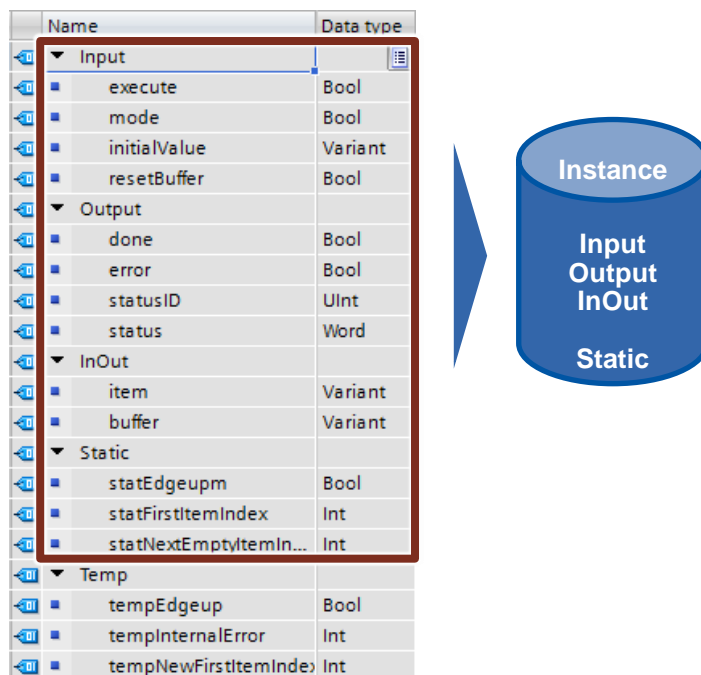 Name Data type
Input
execute Bool
mode Bool
initialValue Variant
resetBuffer Bool
Output
done Bool
error Bool
statusID UInt
status Word
InOut
item Variant
buffer Variant
Static
statEdgeupm Bool
statFirstItemIndex Int
statNextEmptyItemIn... Int
Temp
tempEdgeup Bool
tempInternalError Int
tempNewFirstItemIndex Int
Instance
Input
Output
InOut
Static